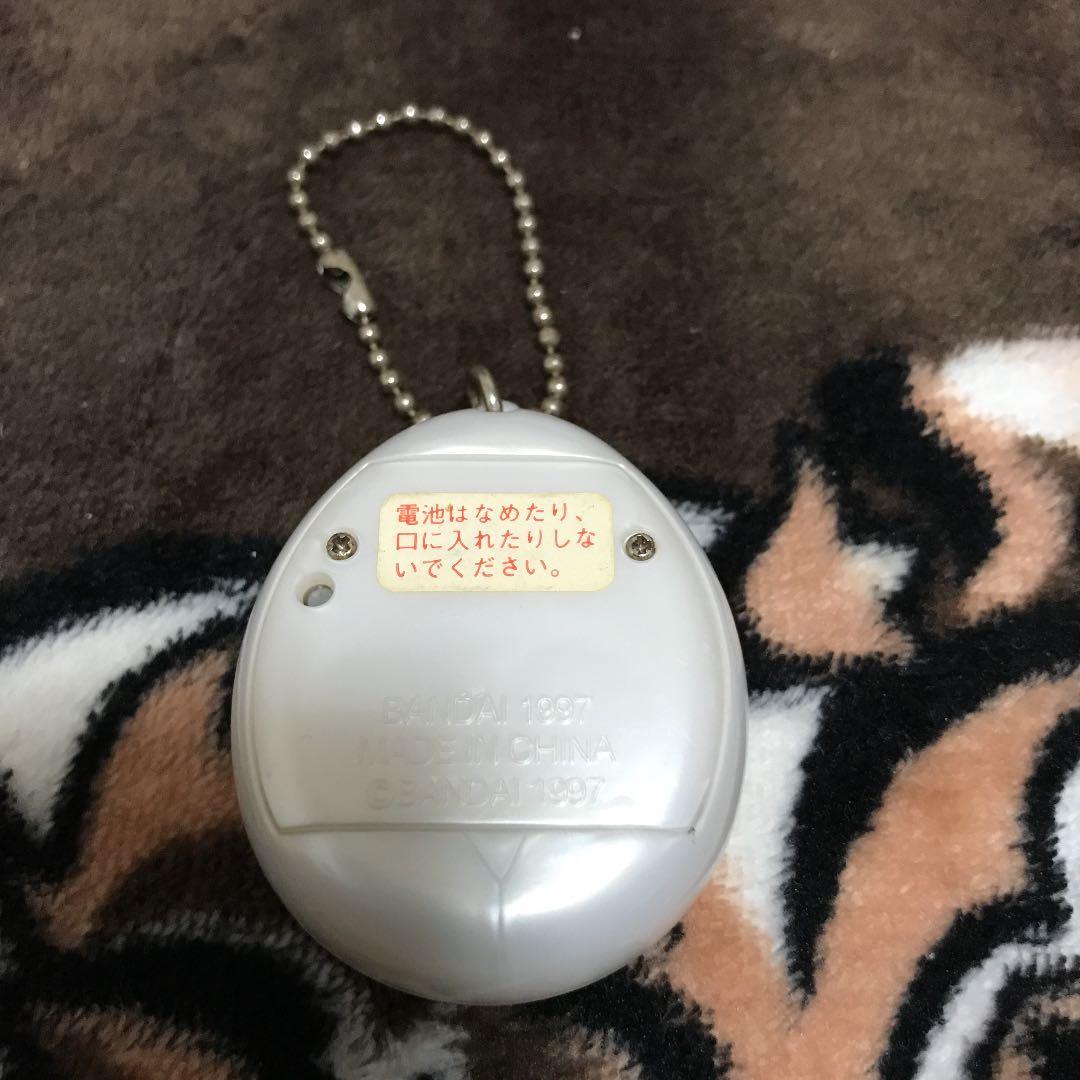 電池はなめたり、
口に入れたりしな
いでください。
BANDAI 1997
MADE IN CHINA
©BANDAI 1997